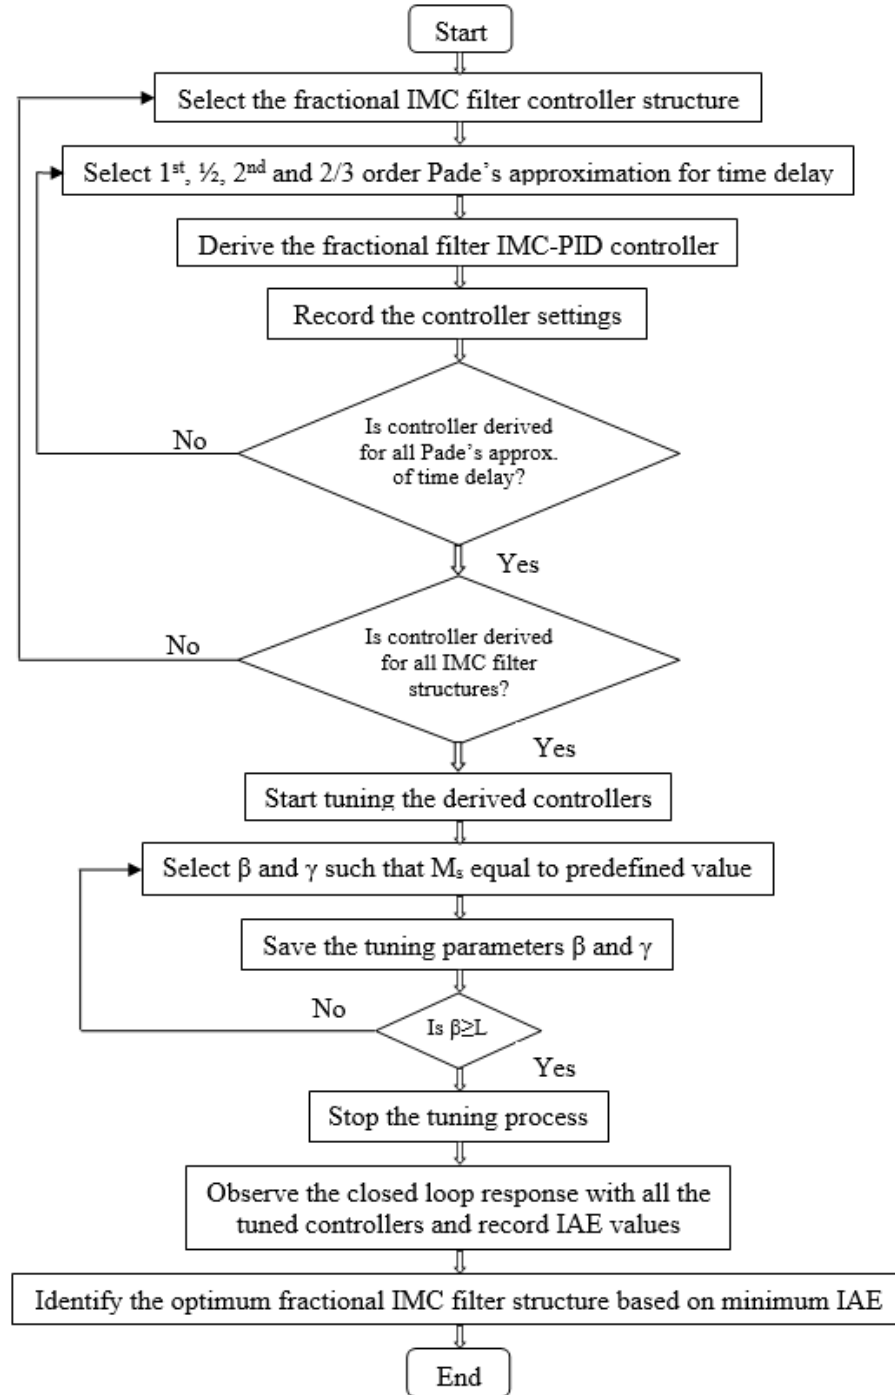 Start
Select the fractional IMC filter controller structure
Select 1st, ½, 2nd and 2/3 order Pade’s approximation for time delay
Derive the fractional filter IMC-PID controller
Record the controller settings
Is controller derived
for all Pade’s approx.
of time delay?
No
Yes
Is controller derived
for all IMC filter
structures?
No
Yes
Start tuning the derived controllers
Select β and γ such that Ms equal to predefined value
Save the tuning parameters β and γ
No
Is β≥L
Yes
Stop the tuning process
Observe the closed loop response with all the
tuned controllers and record IAE values
Identify the optimum fractional IMC filter structure based on minimum IAE
End